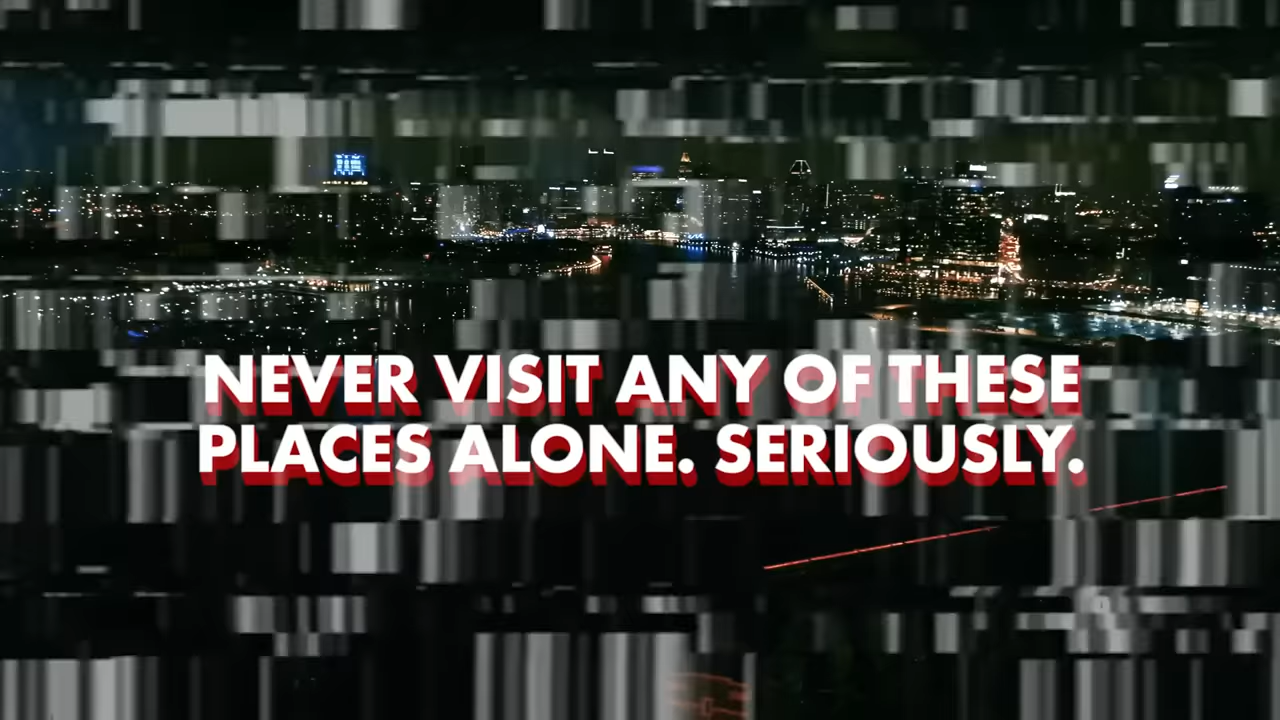 NEVER VISIT ANY OF THESE
PLACES ALONE. SERIOUSLY.